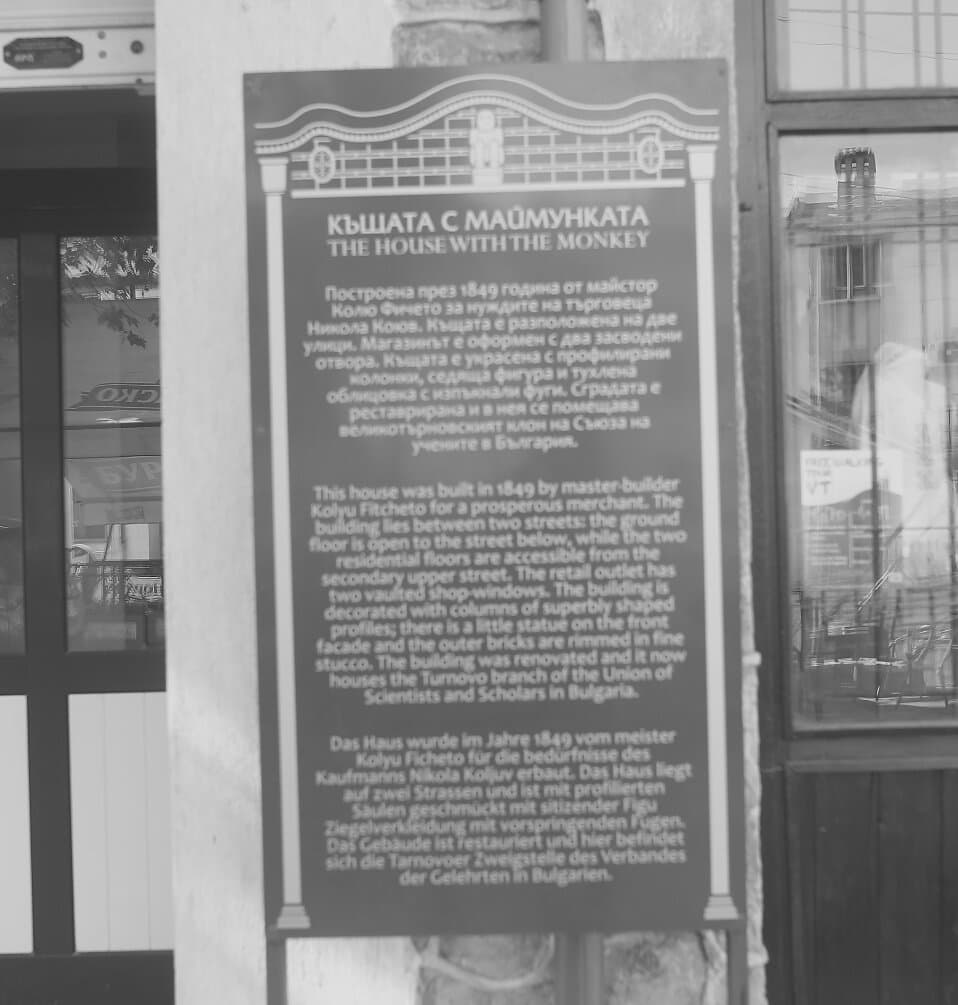 КЪЩАТА С МАЙМУНКАТА
THE HOUSE WITH THE MONKEY
Построена през 1849 година от майстор
Колю Фичето за нуждите на търговеца
Никола Коюв. Къщата е разположена на две
улици. Магазинът е оформен с два засводени
отвора. Къщата е украсена с профилирани
колонки, седяща фигура и тухлена
облицовка с изпъкнали фуги. Сградата е
реставрирана и в нея се помещава
великотърновският клон на Съюза на
учените в България.
This house was built in 1849 by master-builder
Kolyu Fitcheto for a prosperous merchant. The
building lies between two streets: the ground
floor is open to the street below, while the two
residential floors are accessible from the
secondary upper street. The retail outlet has
two vaulted shop-windows. The building is
decorated with columns of superbly shaped
profiles; there is a little statue on the front
facade and the outer bricks are rimmed in fine
stucco. The building was renovated and it now
houses the Turnovo branch of the Union of
Scientists and Scholars in Bulgaria.
Das Haus wurde im Jahre 1849 vom meister
Kolyu Ficheto für die bedürfnisse des
Kaufmanns Nikola Koljuv erbaut. Das Haus liegt
auf zwei Strassen und ist mit profilierten
Säulen geschmückt mit sitizender Figu
Ziegelverkleidung mit vorspringenden Fugen.
Das Gebäude ist restauriert und hier befindet
sich die Tarnovoer Zweigstelle des Verbandes
der Gelehrten in Bulgarien.
FREE WALKING
TOUR
VT